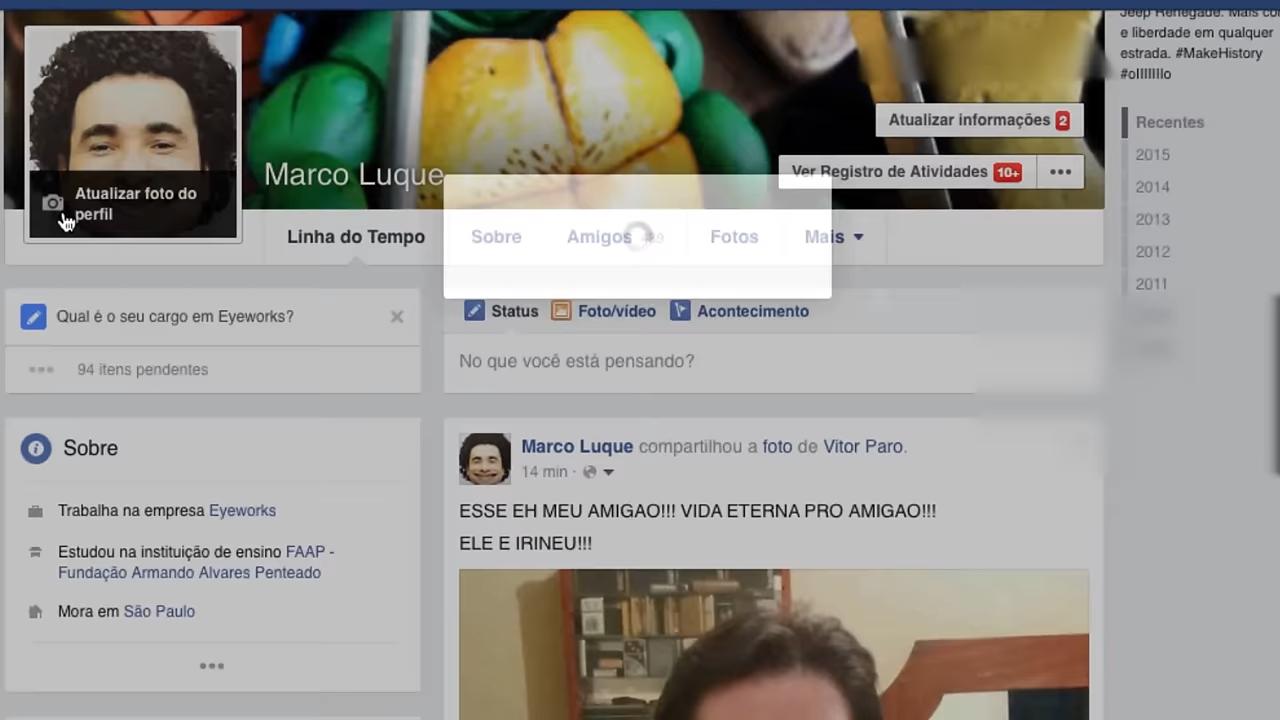 Jeep Renegade. Mais
e liberdade em qualquer
estrada. #MakeHistory
Atualizar informações 2
Recentes
2015
2014
2013
2012
2011
Atualizar foto do
perfil
Marco Luque
Ver Registro de Atividades 10+
Linha do Tempo Sobre Amigos Fotos Mais
Qual é o seu cargo em Eyeworks?
94 itens pendentes
Status Foto/vídeo Acontecimento
No que você está pensando?
Sobre
Trabalha na empresa Eyeworks
Estudou na instituição de ensino FAAP -
Fundação Armando Alvares Penteado
Mora em São Paulo
Marco Luque compartilhou a foto de Vitor Paro.
14 min
ESSE EH MEU AMIGAO!!! VIDA ETERNA PRO AMIGAO!!!
ELE E IRINEU!!!